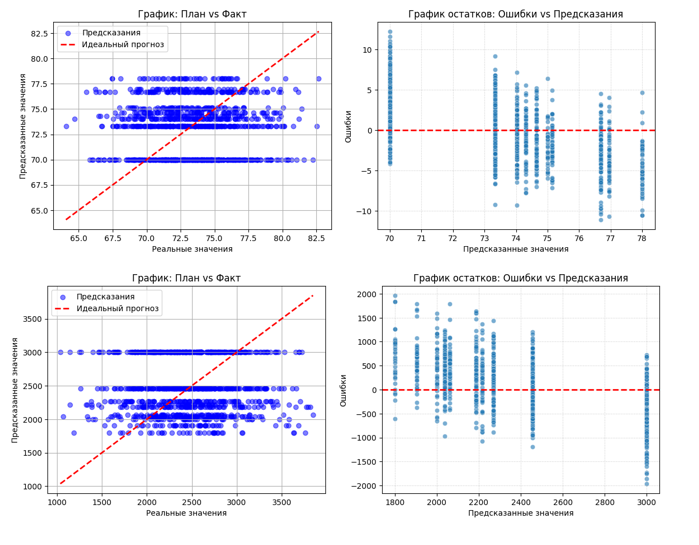 График: План vs Факт
Предсказания
Идеальный прогноз
Предсказанные значения
82.5
80.0
77.5
75.0
72.5
70.0
67.5
65.0
65.0 67.5 70.0 72.5 75.0 77.5 80.0 82.5
Реальные значения
График остатков: Ошибки vs Предсказания
Ошибки
10
5
0
−5
−10
70 71 72 73 74 75 76 77 78
Предсказанные значения
График: План vs Факт
Предсказания
Идеальный прогноз
Предсказанные значения
3500
3000
2500
2000
1500
1000
1000 1500 2000 2500 3000 3500
Реальные значения
График остатков: Ошибки vs Предсказания
Ошибки
2000
1500
1000
500
0
−500
−1000
−1500
−2000
1800 2000 2200 2400 2600 2800 3000
Предсказанные значения